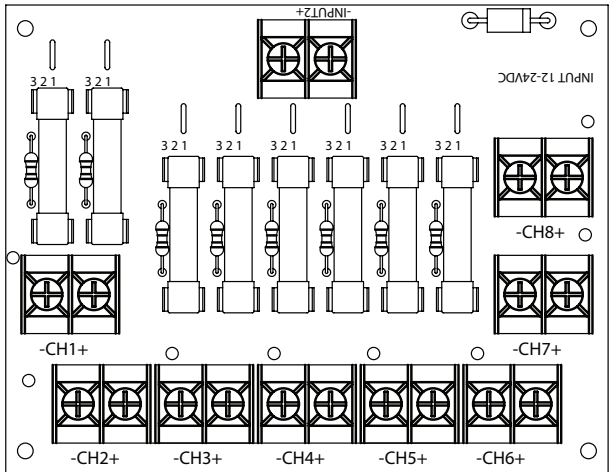 -INPUT2+
INPUT 12-24VDC
3 2 1 3 2 1
3 2 1 3 2 1 3 2 1 3 2 1 3 2 1 3 2 1
-CH8+
-CH1+ -CH7+
-CH2+ -CH3+ -CH4+ -CH5+ -CH6+